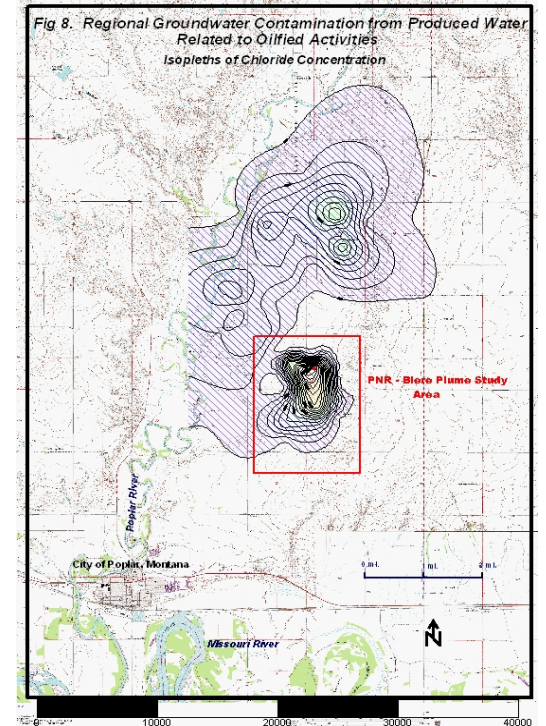 Fig 8. Regional Groundwater Contamination from Produced Water
Related to Oilfied Activities
Isopleths of Chloride Concentration
PNR - Biere Plume Study
Area
Poplar River
City of Poplar, Montana
0 mi.
1 mi.
2 mi.
N
Missouri River
10000
20000
30000
40000